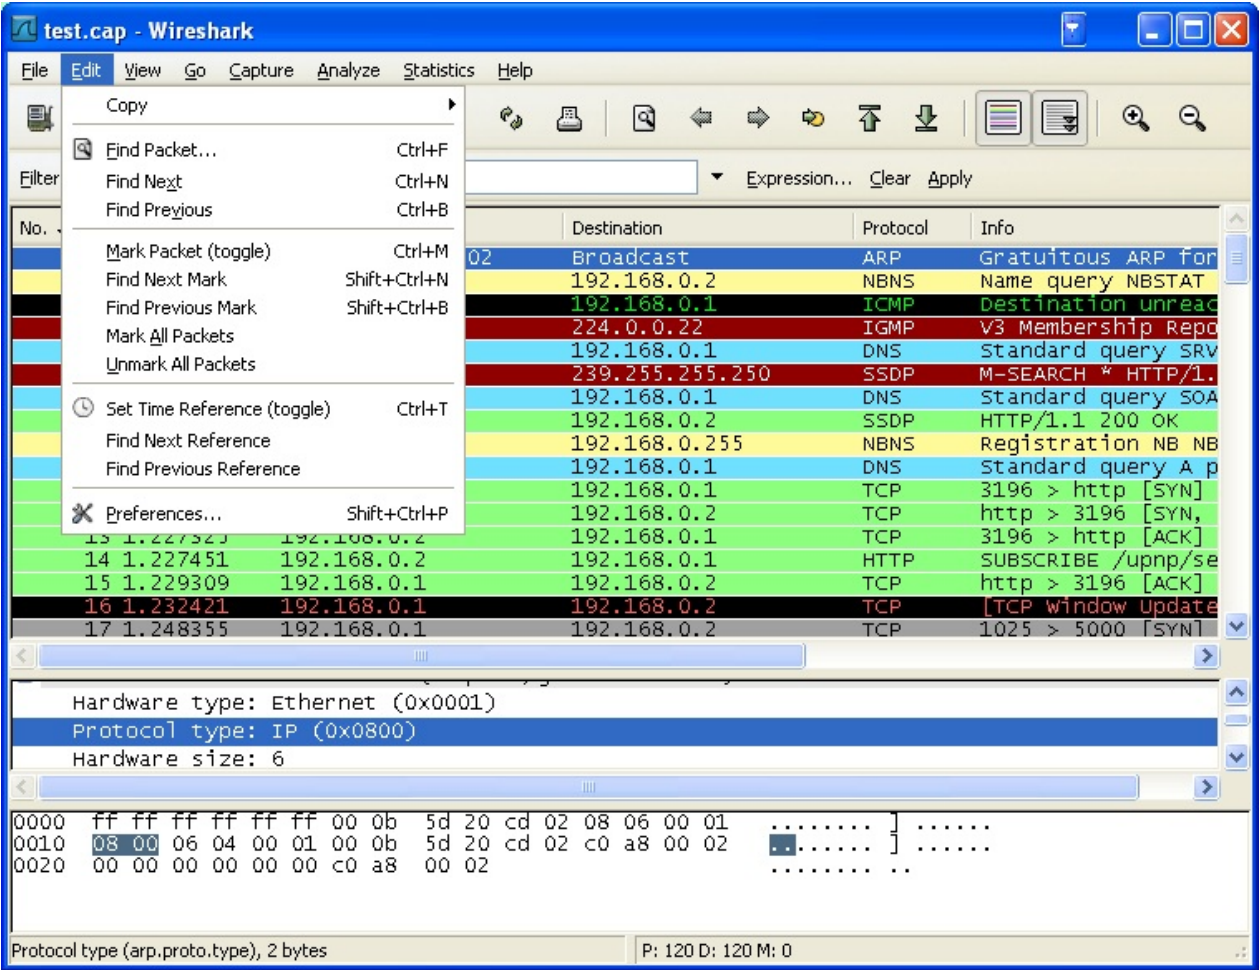 test.cap - Wireshark
File Edit View Go Capture Analyze Statistics Help
Copy
Find Packet... Ctrl+F
Find Next Ctrl+N
Find Previous Ctrl+B
Mark Packet (toggle) Ctrl+M
Find Next Mark Shift+Ctrl+N
Find Previous Mark Shift+Ctrl+B
Mark All Packets
Unmark All Packets
Set Time Reference (toggle) Ctrl+T
Find Next Reference
Find Previous Reference
Preferences... Shift+Ctrl+P
Filter Expression... Clear Apply
No. Destination Protocol Info
02 Broadcast ARP Gratuitous ARP for
192.168.0.2 NBNS Name query NBSTAT
192.168.0.1 ICMP Destination unreac
224.0.0.22 IGMP V3 Membership Repo
192.168.0.1 DNS Standard query SRV
239.255.255.250 SSDP M-SEARCH * HTTP/1.
192.168.0.1 DNS Standard query SOA
192.168.0.2 SSDP HTTP/1.1 200 OK
192.168.0.255 NBNS Registration NB NB
192.168.0.1 DNS Standard query A p
192.168.0.1 TCP 3196 > http [SYN]
192.168.0.2 TCP http > 3196 [SYN,
13 1.227325 192.168.0.2 192.168.0.1 TCP 3196 > http [ACK]
14 1.227451 192.168.0.2 192.168.0.1 HTTP SUBSCRIBE /upnp/se
15 1.229309 192.168.0.1 192.168.0.2 TCP http > 3196 [ACK]
16 1.232421 192.168.0.1 192.168.0.2 TCP [TCP Window Update
17 1.248355 192.168.0.1 192.168.0.2 TCP 1025 > 5000 [SYN]
Hardware type: Ethernet (0x0001)
Protocol type: IP (0x0800)
Hardware size: 6
0000 ff ff ff ff ff ff 00 0b 5d 20 cd 02 08 06 00 01 ........ ] ......
0010 08 00 06 04 00 01 00 0b 5d 20 cd 02 c0 a8 00 02 ........ ] ......
0020 00 00 00 00 00 00 c0 a8 00 02 ........ ..
Protocol type (arp.proto.type), 2 bytes P: 120 D: 120 M: 0